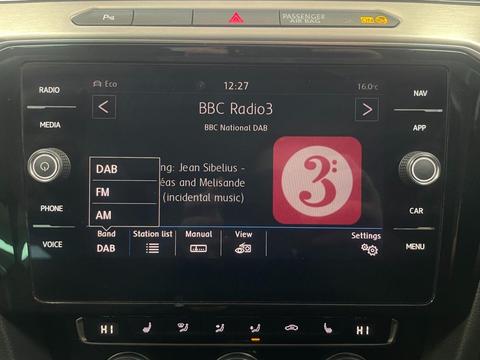 PASSENGER
AIR BAG
RADIO
MEDIA
PHONE
VOICE
NAV
APP
CAR
MENU
Eco
12:27
16.0°C
BBC Radio3
BBC National DAB
ng: Jean Sibelius -
éas and Melisande
(incidental music)
3
DAB
FM
AM
Band
DAB
Station list
Manual
View
Settings
HI
HI